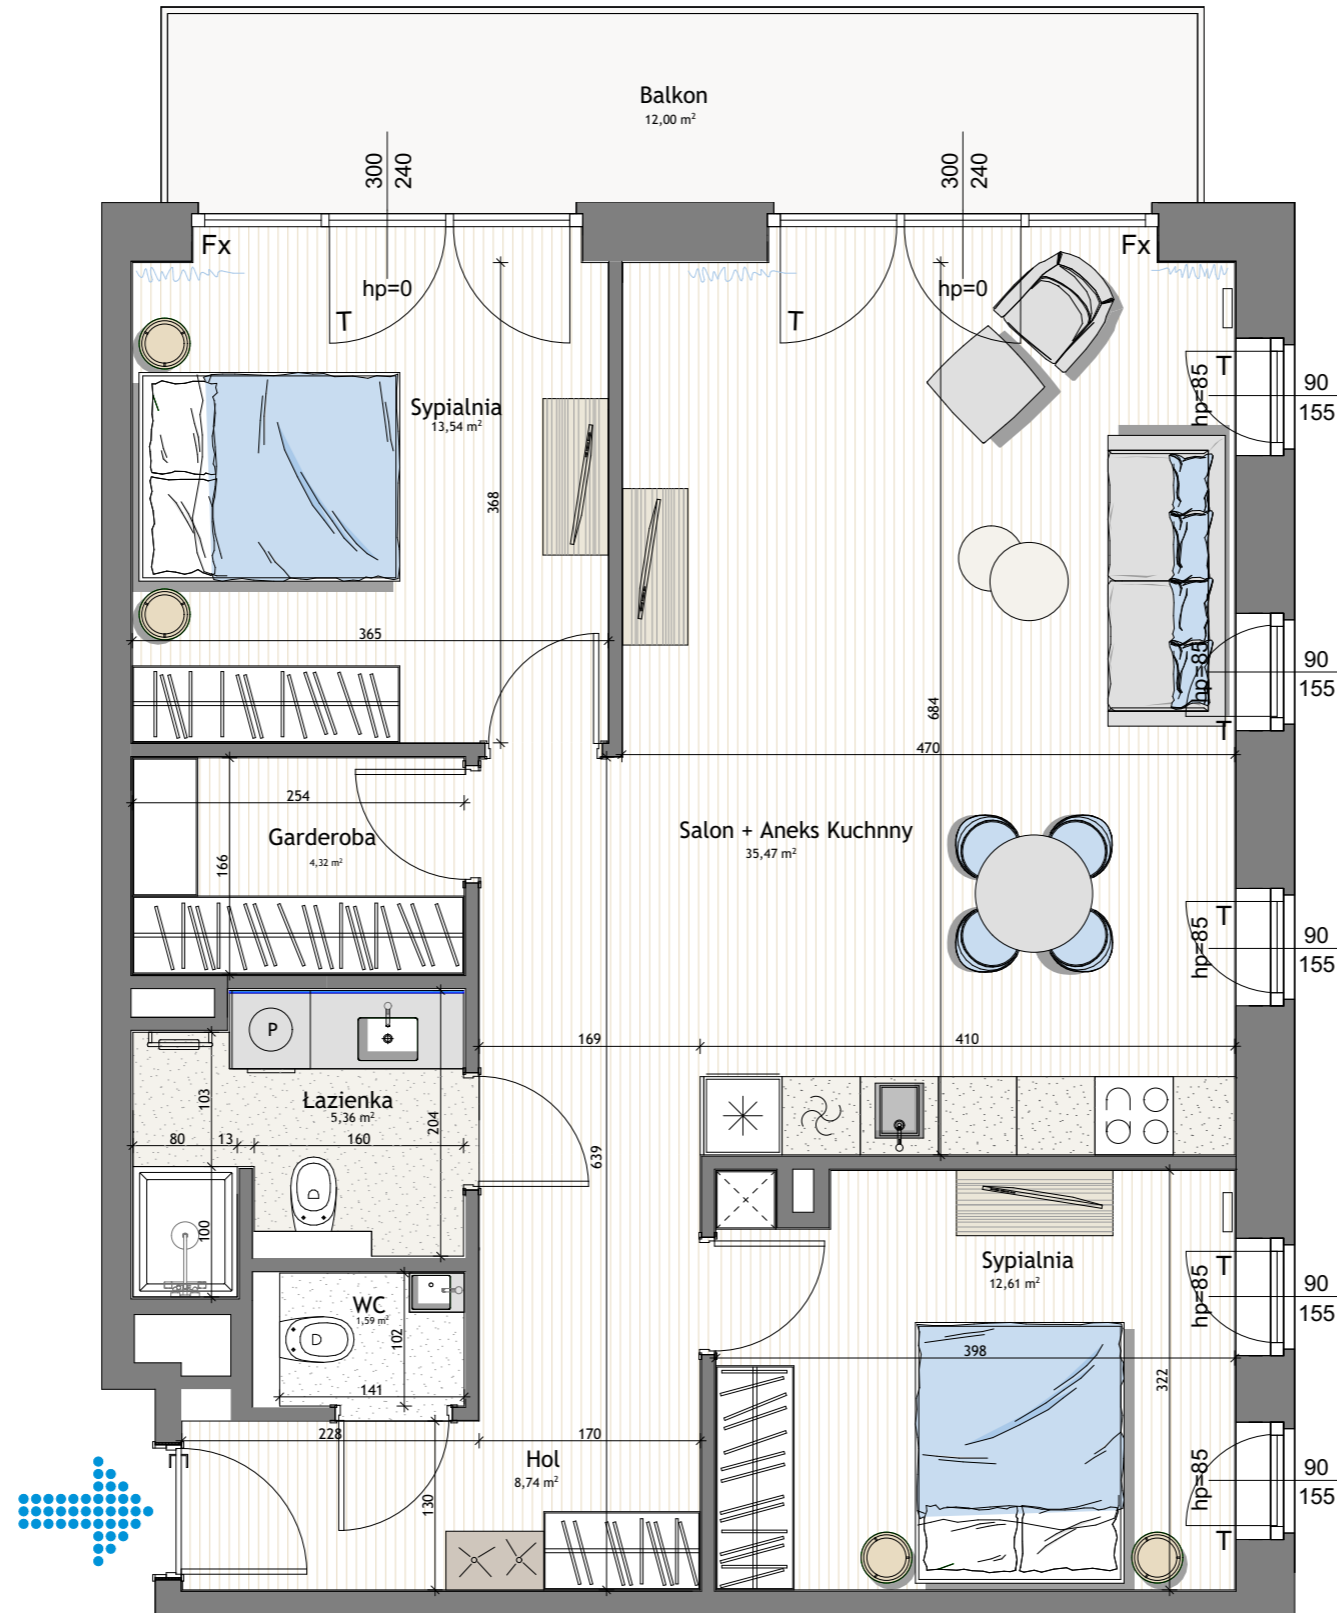 Balkon
12,00 m²
300
240
300
240
Fx
Fx
hp=0
hp=0
T
T
T
hp=85
90
155
Sypialnia
13,54 m²
368
365
hp=85
90
155
T
684
470
254
Garderoba
4,32 m²
166
Salon + Aneks Kuchnny
35,47 m²
T
hp=85
90
155
P
169
410
103
Łazienka
5,36 m²
204
80
13
160
639
100
Sypialnia
12,61 m²
T
hp=85
90
155
WC
1,59 m²
102
141
398
322
228
170
Hol
8,74 m²
130
hp=85
90
155
T
T